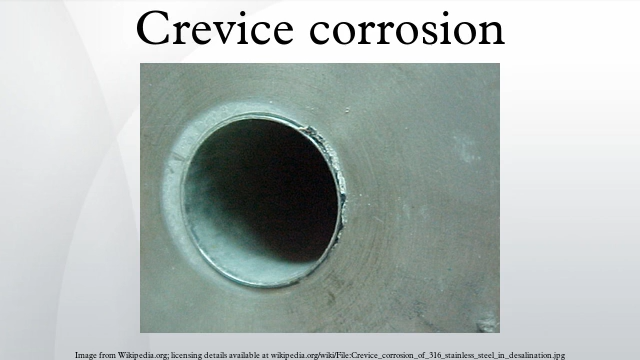 Crevice corrosion
Image from Wikipedia.org; licensing details available at wikipedia.org/wiki/File:Crevice_corrosion_of_316_stainless_steel_in_desalination.jpg